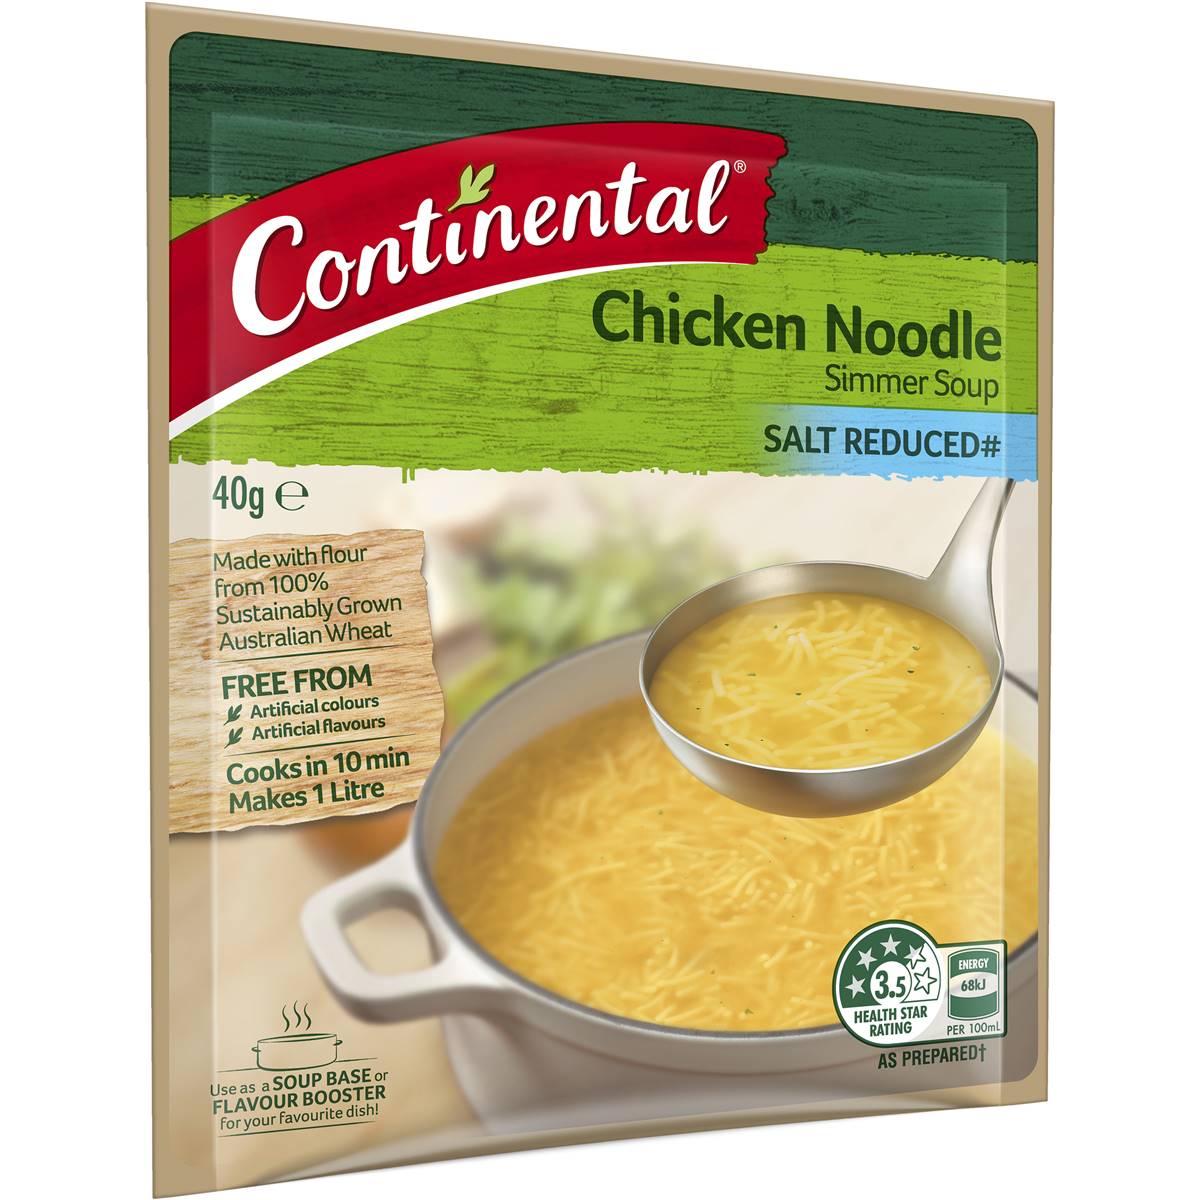 Continental®
Chicken Noodle
Simmer Soup
SALT REDUCED#
40g ℮
Made with flour
from 100%
Sustainably Grown
Australian Wheat
FREE FROM
Artificial colours
Artificial flavours
Cooks in 10 min
Makes 1 Litre
3.5
HEALTH STAR
RATING
ENERGY
68kJ
PER 100mL
AS PREPARED†
Use as a SOUP BASE or
FLAVOUR BOOSTER
for your favourite dish!